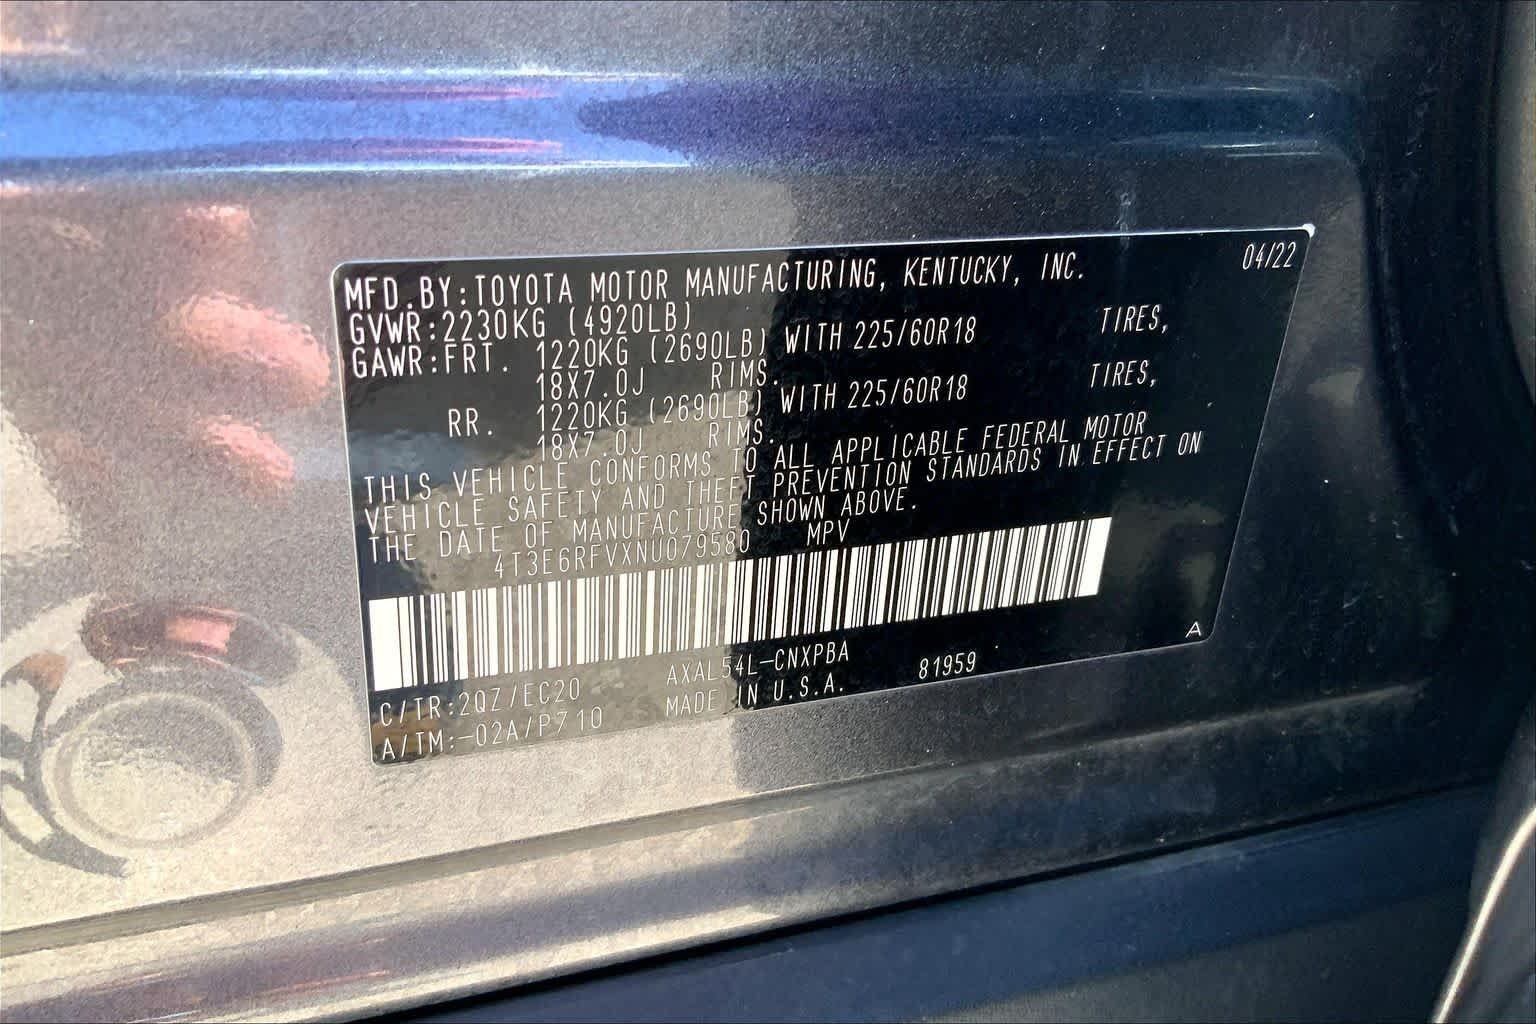 MFD.BY:TOYOTA MOTOR MANUFACTURING, KENTUCKY, INC. 04/22
GVWR:2230KG (4920LB)
GAWR:FRT. 1220KG (2690LB) WITH 225/60R18 TIRES,
18X7.0J RIMS.
RR. 1220KG (2690LB) WITH 225/60R18 TIRES,
18X7.0J RIMS.
THIS VEHICLE CONFORMS TO ALL APPLICABLE FEDERAL MOTOR
VEHICLE SAFETY AND THEFT PREVENTION STANDARDS IN EFFECT ON
THE DATE OF MANUFACTURE SHOWN ABOVE.
4T3E6RFVXNU079580 MPV
C/TR:2QZ/EC20 AXAL54L-CNXPBA 81959 A
A/TM:-02A/P710 MADE IN U.S.A.